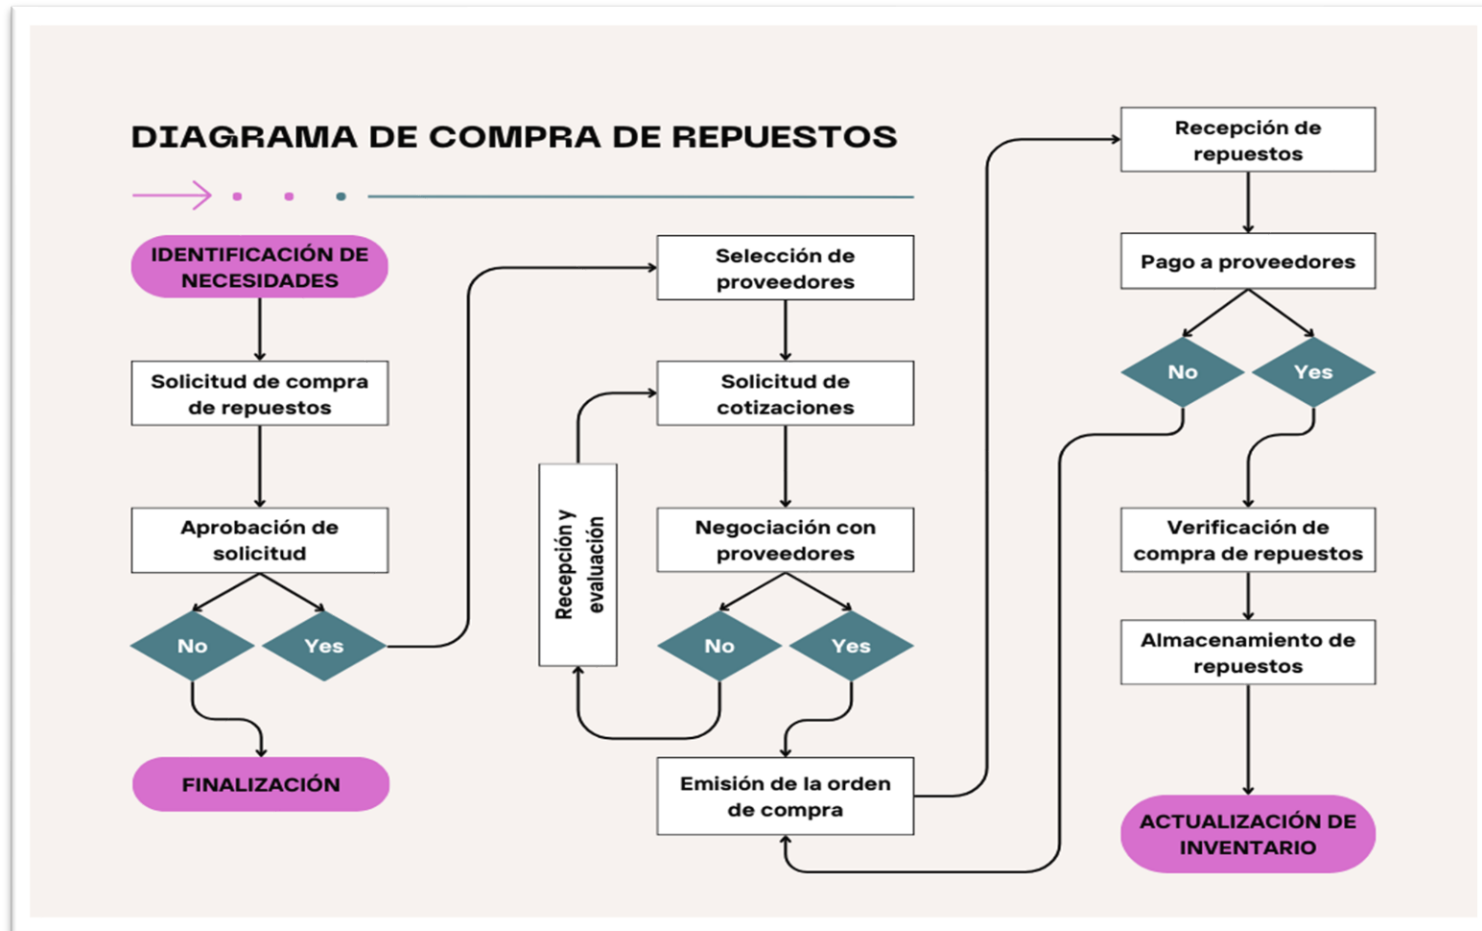 DIAGRAMA DE COMPRA DE REPUESTOS
IDENTIFICACIÓN DE
NECESIDADES
Solicitud de compra
de repuestos
Aprobación de
solicitud
No
Yes
FINALIZACIÓN
Selección de
proveedores
Solicitud de
cotizaciones
Recepción y
evaluación
Negociación con
proveedores
No
Yes
Emisión de la orden
de compra
Recepción de
repuestos
Pago a proveedores
No
Yes
Verificación de
compra de repuestos
Almacenamiento de
repuestos
ACTUALIZACIÓN DE
INVENTARIO